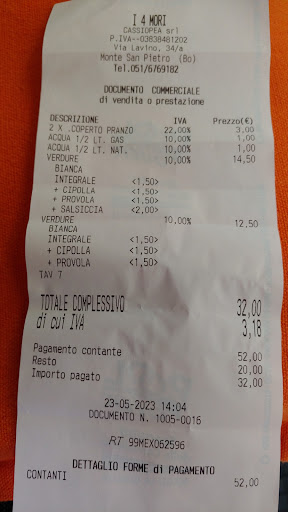 I 4 MORI
CASSIOPEA srl
P.IVA--03838481202
Via Lavino, 34/a
Monte San Pietro (Bo)
Tel.051/6769182
DOCUMENTO COMMERCIALE
di vendita o prestazione
DESCRIZIONE IVA Prezzo(€)
2 X .COPERTO PRANZO 22,00% 3,00
ACQUA 1/2 LT. GAS 10,00% 1,00
ACQUA 1/2 LT. NAT. 10,00% 1,00
VERDURE 10,00% 14,50
BIANCA
INTEGRALE <1,50>
+ CIPOLLA <1,50>
+ PROVOLA <1,50>
+ SALSICCIA <2,00>
VERDURE 10,00% 12,50
BIANCA
INTEGRALE <1,50>
+ CIPOLLA <1,50>
+ PROVOLA <1,50>
TAV 7
TOTALE COMPLESSIVO 32,00
di cui IVA 3,18
Pagamento contante 52,00
Resto 20,00
Importo pagato 32,00
23-05-2023 14:04
DOCUMENTO N. 1005-0016
RT 99MEX062596
DETTAGLIO FORME di PAGAMENTO
CONTANTI 52,00